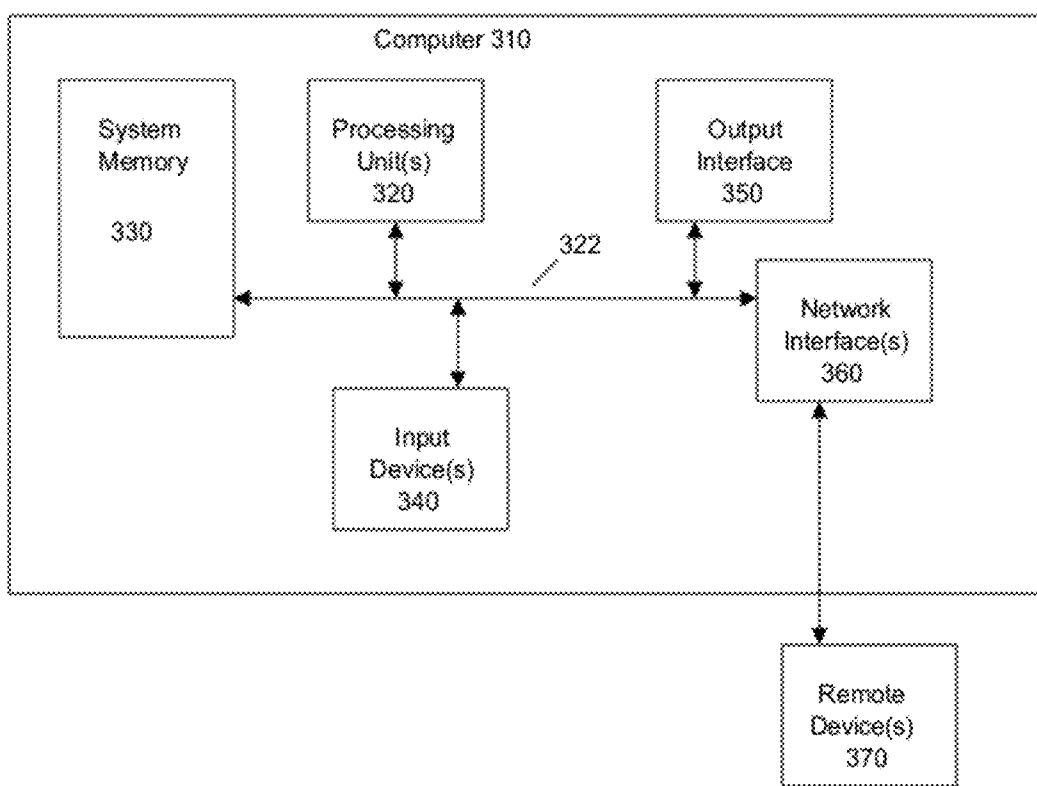 Computer 310
System
Memory
330
Processing
Unit(s)
320
Output
Interface
350
322
Network
Interface(s)
360
Input
Device(s)
340
Remote
Device(s)
370